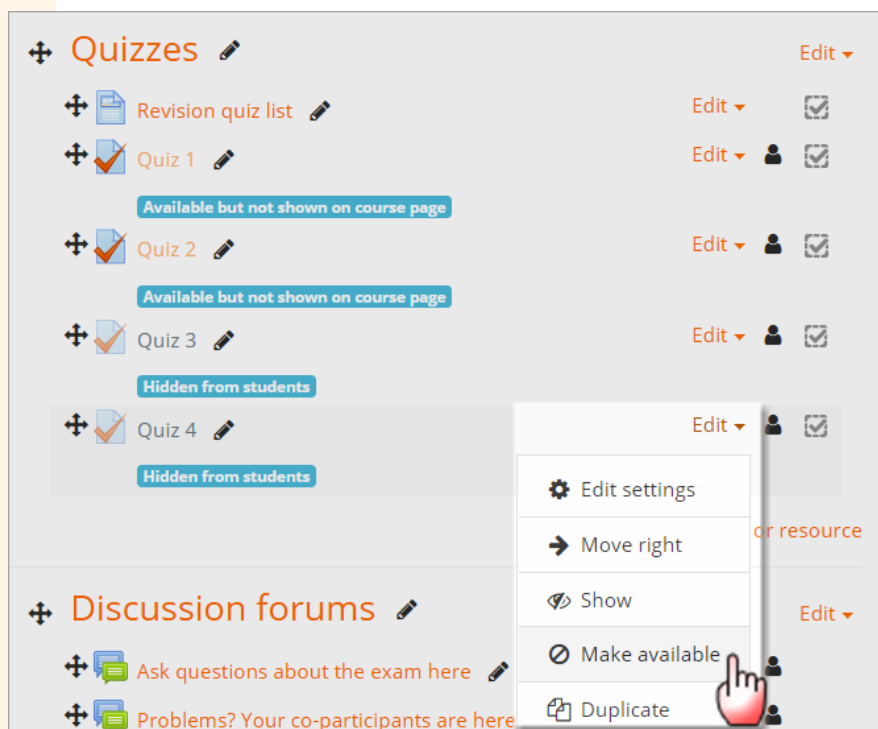 Quizzes Edit
Revision quiz list Edit
Quiz 1 Edit
Available but not shown on course page
Quiz 2 Edit
Available but not shown on course page
Quiz 3 Edit
Hidden from students
Quiz 4 Edit
Hidden from students
Edit settings
Move right
or resource
Show
Discussion forums Edit
Make available
Ask questions about the exam here
Duplicate
Problems? Your co-participants are here